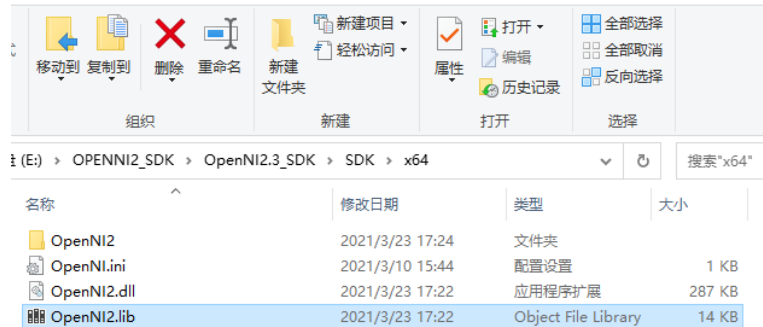 移动到 复制到 删除 重命名 新建 文件夹 新建项目 轻松访问 属性 打开 编辑 历史记录 全部选择 全部取消 反向选择
组织 新建 打开 选择
(E:) > OPENNI2_SDK > OpenNI2.3_SDK > SDK > x64 搜索"x64"
名称 修改日期 类型 大小
OpenNI2 2021/3/23 17:24 文件夹
OpenNI.ini 2021/3/10 15:44 配置设置 1 KB
OpenNI2.dll 2021/3/23 17:22 应用程序扩展 287 KB
OpenNI2.lib 2021/3/23 17:22 Object File Library 14 KB